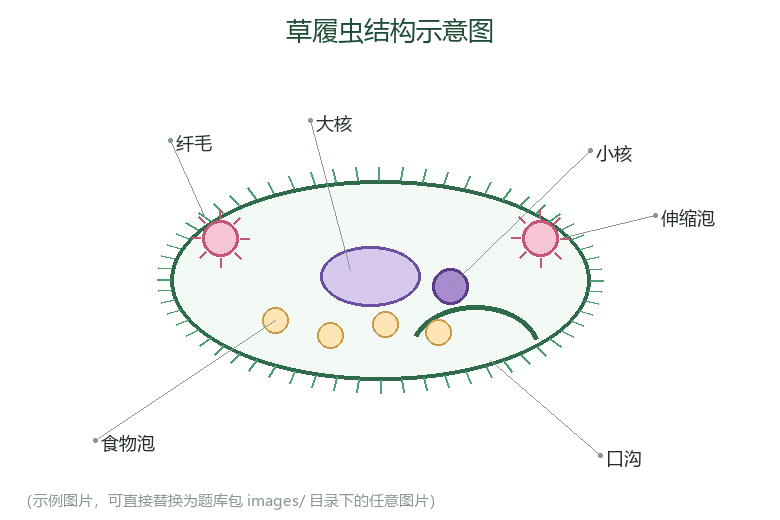 草履虫结构示意图
大核
纤毛
小核
伸缩泡
食物泡
口沟
(示例图片，可直接替换为题库包 images/ 目录下的任意图片)